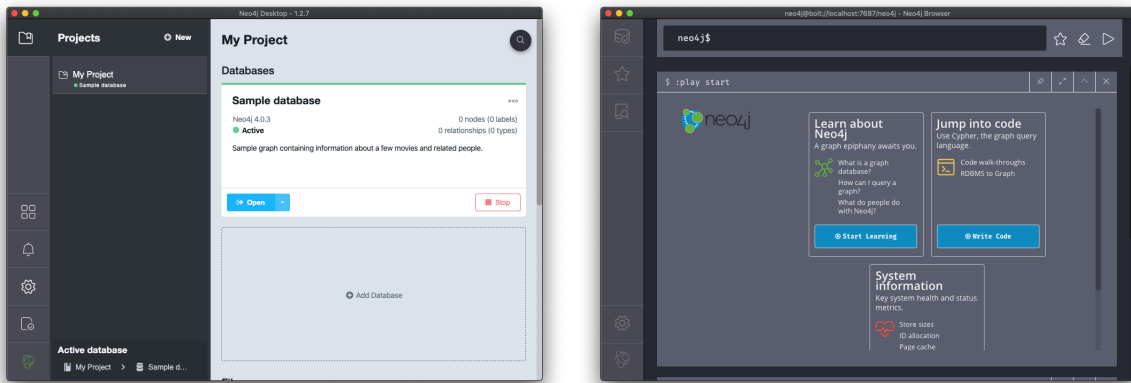 Neo4j Desktop - 1.2.7
Projects
New
My Project
Sample database
Active database
My Project > Sample d...
My Project
Databases
Sample database
Neo4j 4.0.3
0 nodes (0 labels)
Active
0 relationships (0 types)
Sample graph containing information about a few movies and related people.
Open
Stop
Add Database
neo4j@bolt://localhost:7687/neo4j - Neo4j Browser
neo4j$
$ :play start
neo4j
Learn about
Neo4j
A graph epiphany awaits you.
What is a graph
database?
How can I query a
graph?
What do people do
with Neo4j?
Start Learning
Jump into code
Use Cypher, the graph query
language.
Code walk-throughs
RDBMS to Graph
Write Code
System
information
Key system health and status
metrics.
Store sizes
ID allocation
Page cache